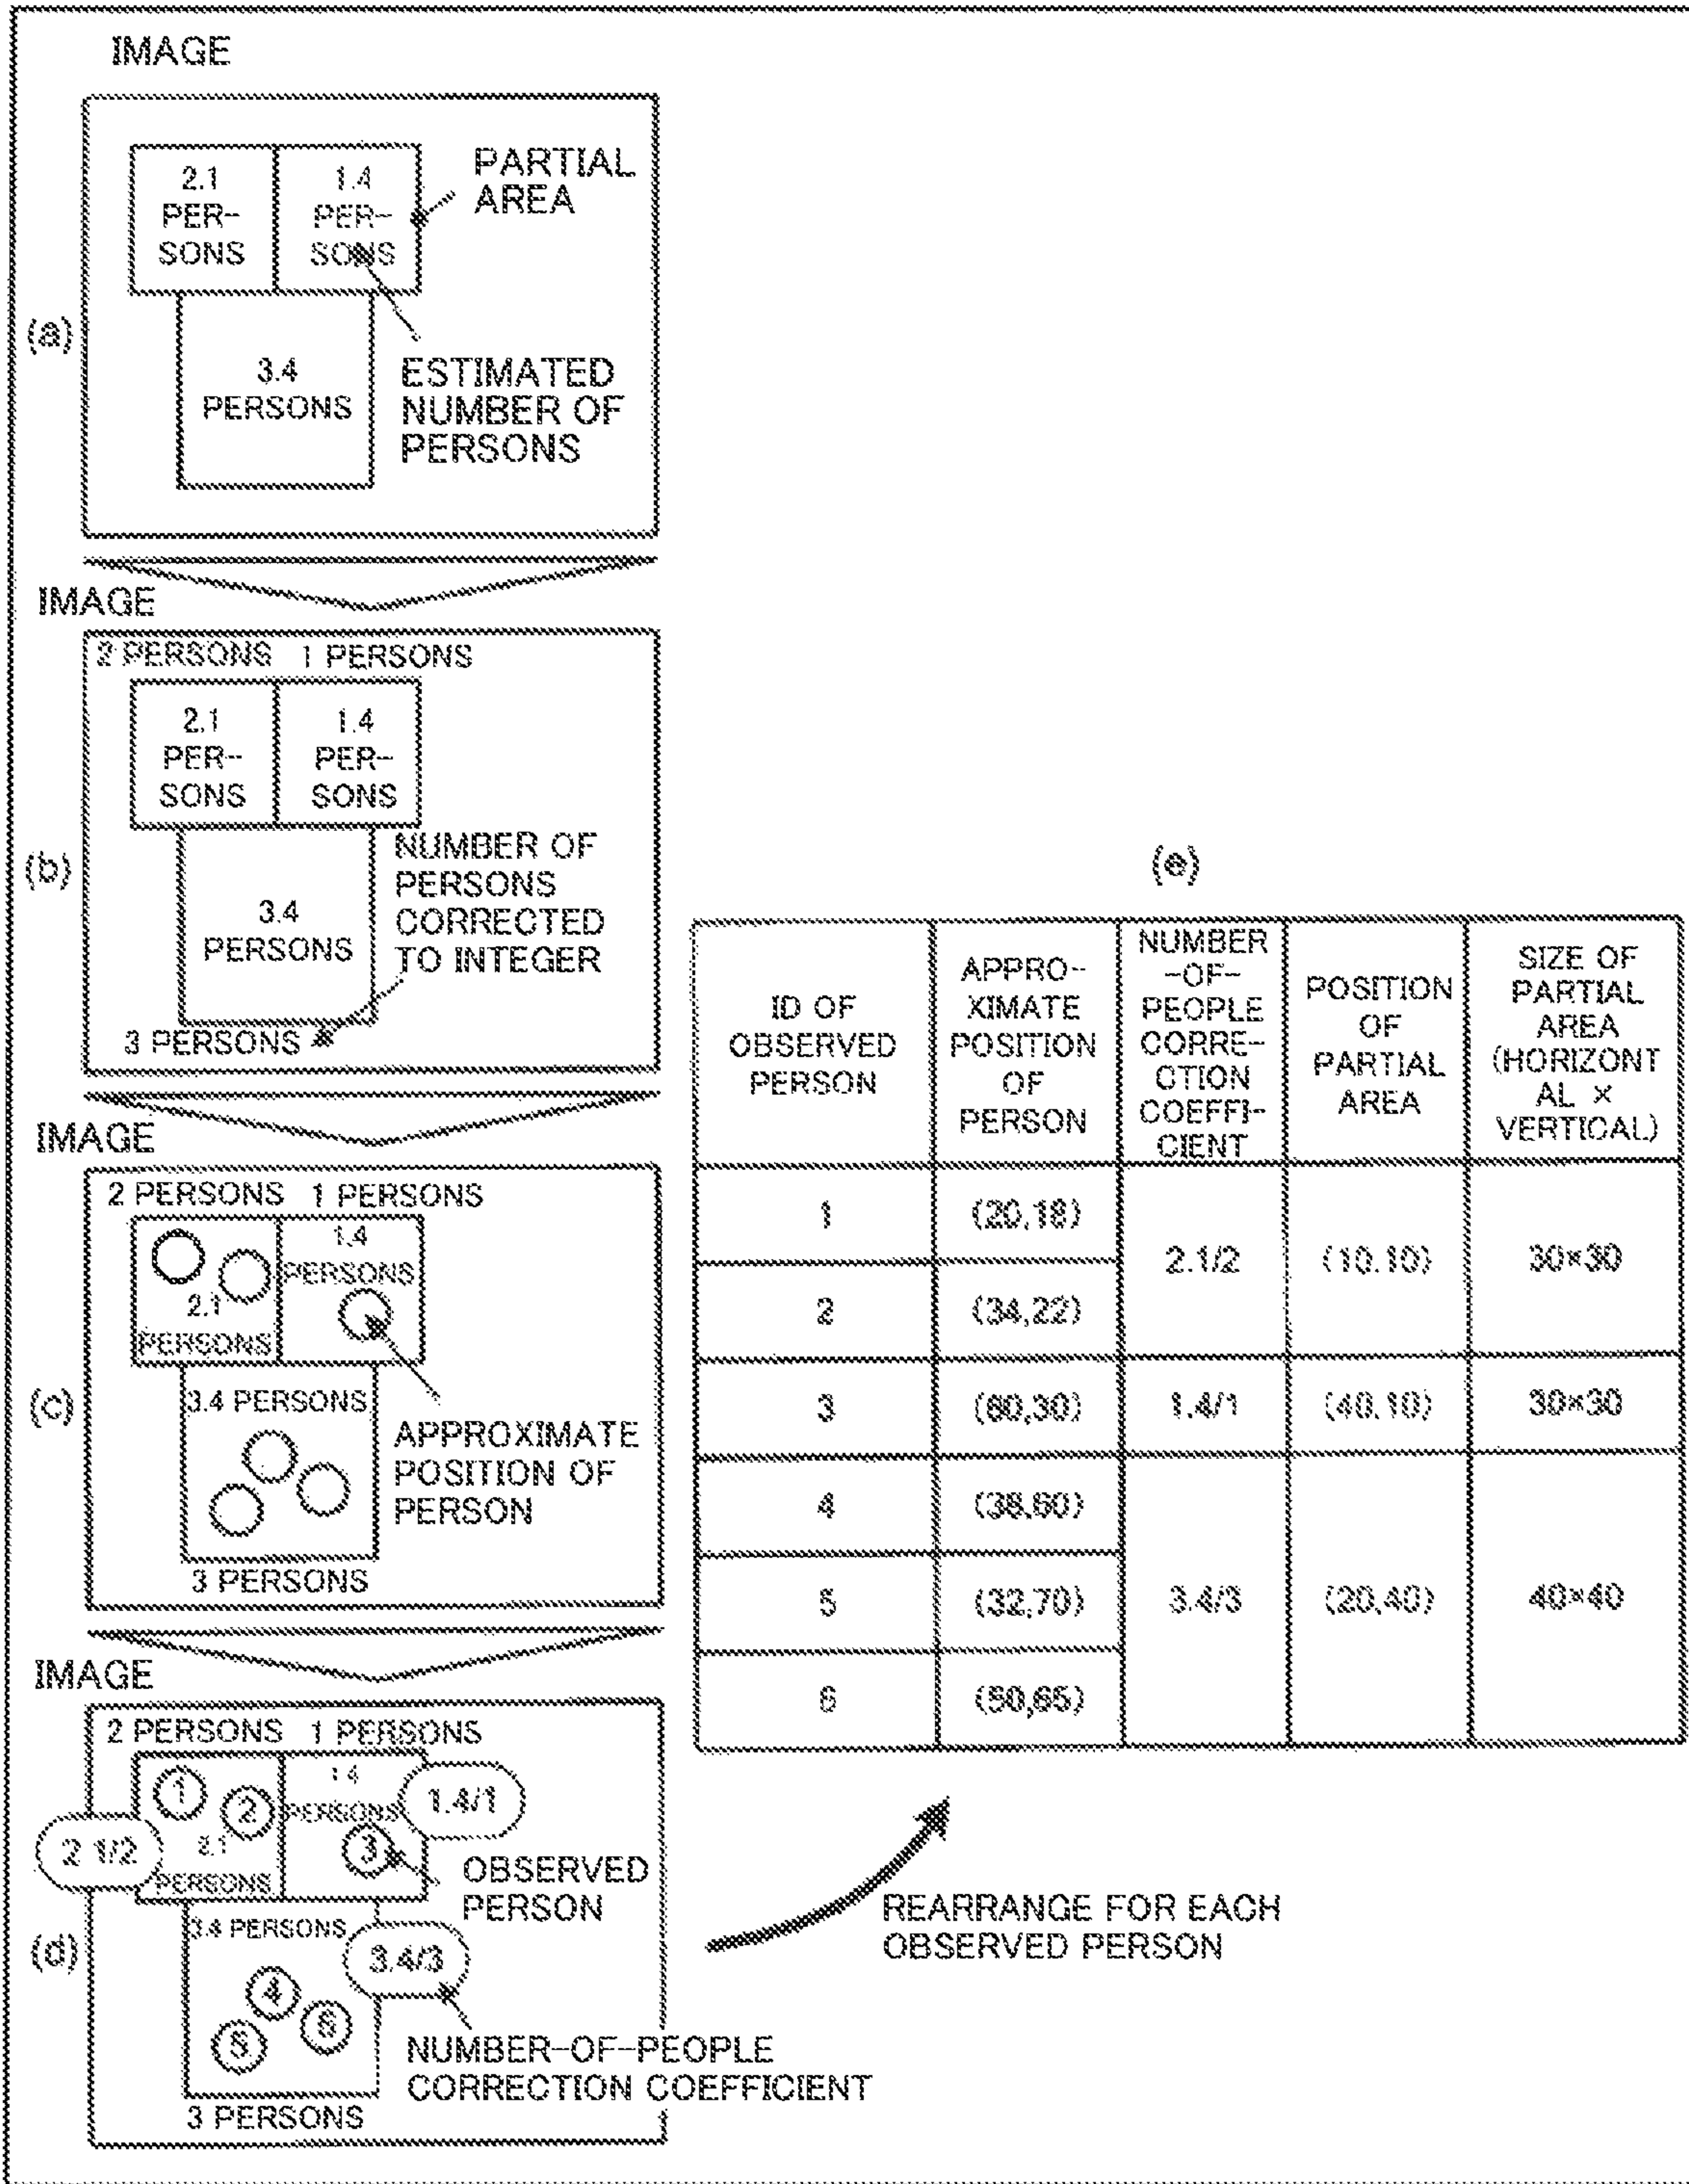 IMAGE
2.1
PER-
SONS
1.4
PER-
SONS
PARTIAL
AREA
(a)
3.4
PERSONS
ESTIMATED
NUMBER OF
PERSONS
IMAGE
2 PERSONS 1 PERSONS
2.1
PER-
SONS
1.4
PER-
SONS
(b)
3.4
PERSONS
NUMBER OF
PERSONS
CORRECTED
TO INTEGER
3 PERSONS
IMAGE
2 PERSONS 1 PERSONS
1.4
PERSONS
2.1
PERSONS
(c)
3.4 PERSONS
APPROXIMATE
POSITION OF
PERSON
3 PERSONS
IMAGE
2 PERSONS 1 PERSONS
1
2
2.1
PERSONS
2 1/2
1.4
PERSONS
1.4/1
3
OBSERVED
PERSON
(d)
3.4 PERSONS
3.4/3
4
5
6
NUMBER-OF-PEOPLE
CORRECTION COEFFICIENT
3 PERSONS
REARRANGE FOR EACH
OBSERVED PERSON
(e)
ID OF
OBSERVED
PERSON
APPRO-
XIMATE
POSITION
OF
PERSON
NUMBER
-OF-
PEOPLE
CORRE-
CTION
COEFFI-
CIENT
POSITION
OF
PARTIAL
AREA
SIZE OF
PARTIAL
AREA
(HORIZONT
AL ×
VERTICAL)
1 (20,18) 2.1/2 (10,10) 30×30
2 (34,22)
3 (60,30) 1.4/1 (40,10) 30×30
4 (38,60)
5 (32,70) 3.4/3 (20,40) 40×40
6 (50,65)